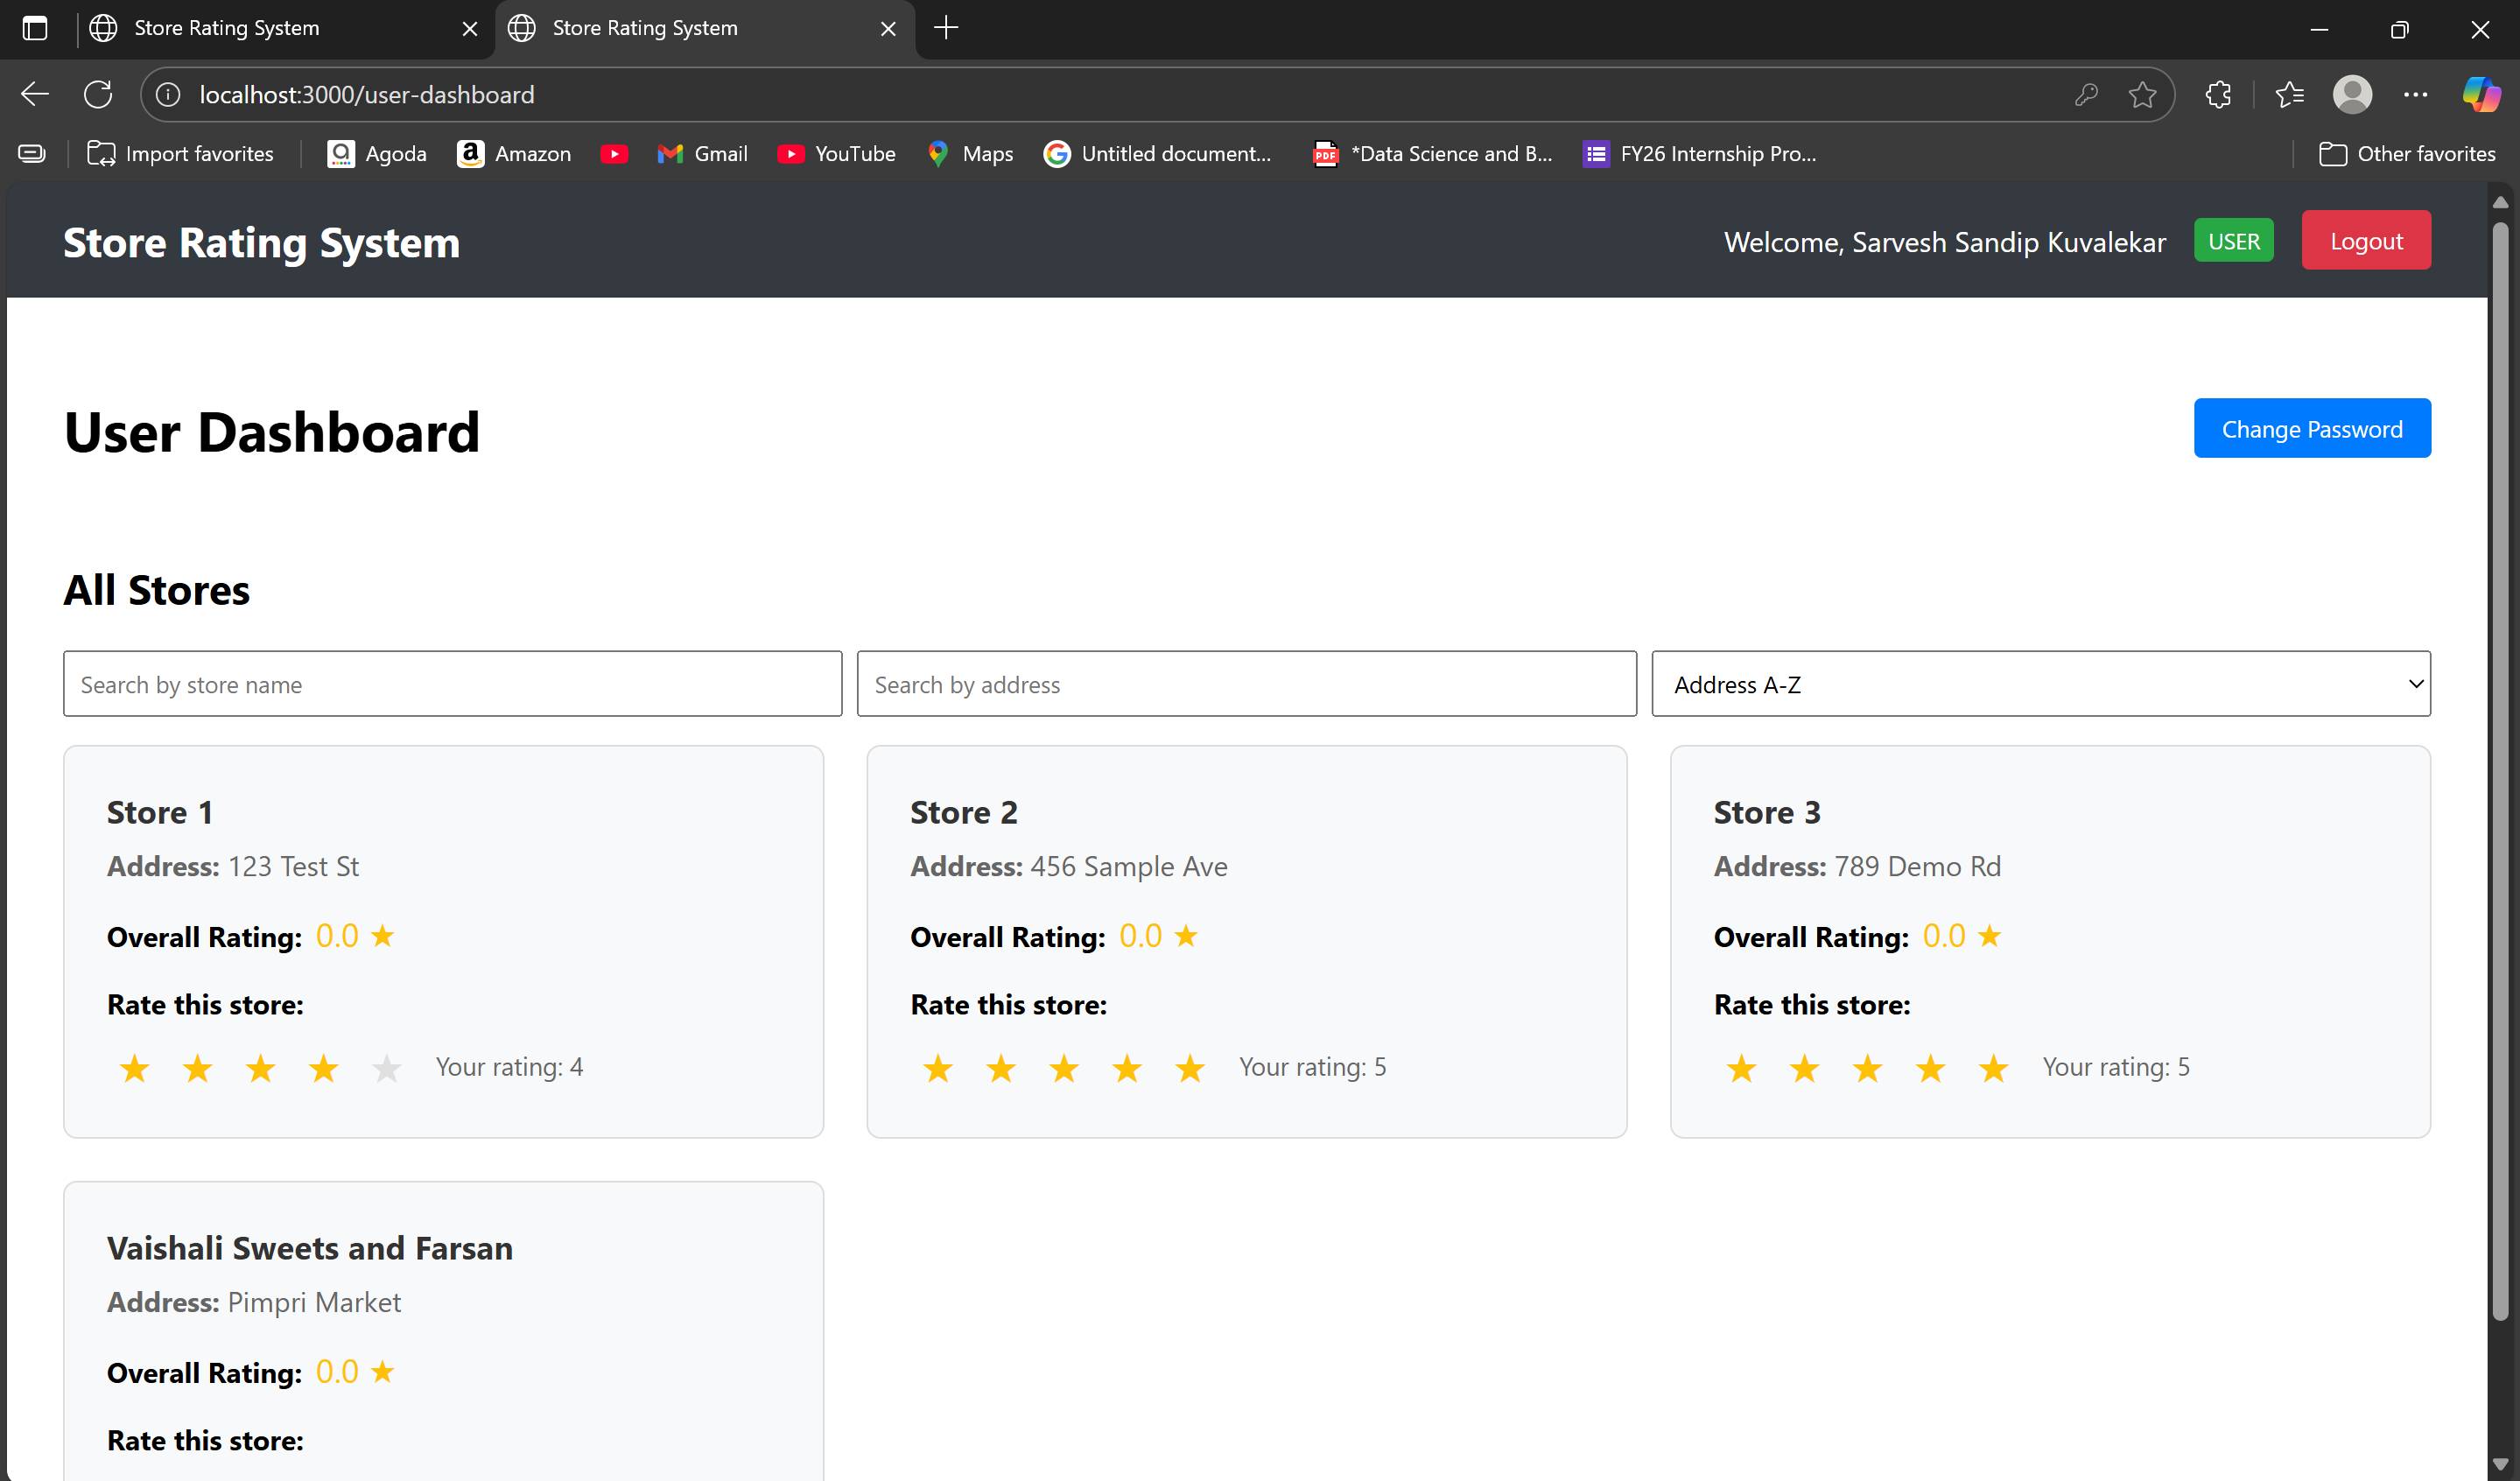 Store Rating System
Store Rating System
localhost:3000/user-dashboard
Import favorites
Agoda
Amazon
Gmail
YouTube
Maps
Untitled document...
*Data Science and B...
FY26 Internship Pro...
Other favorites
Store Rating System
Welcome, Sarvesh Sandip Kuvalekar
USER
Logout
User Dashboard
Change Password
All Stores
Search by store name
Search by address
Address A-Z
Store 1
Address: 123 Test St
Overall Rating: 0.0 ★
Rate this store:
★ ★ ★ ★ ★ Your rating: 4
Store 2
Address: 456 Sample Ave
Overall Rating: 0.0 ★
Rate this store:
★ ★ ★ ★ ★ Your rating: 5
Store 3
Address: 789 Demo Rd
Overall Rating: 0.0 ★
Rate this store:
★ ★ ★ ★ ★ Your rating: 5
Vaishali Sweets and Farsan
Address: Pimpri Market
Overall Rating: 0.0 ★
Rate this store: